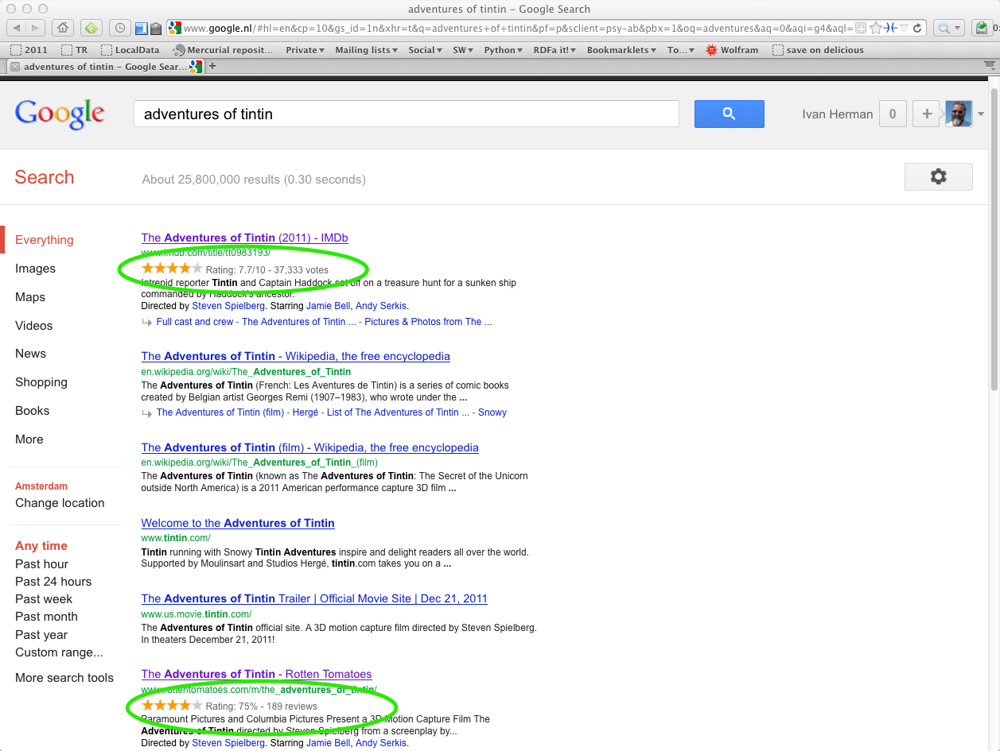 adventures of tintin – Google Search
www.google.nl/#hl=en&cp=10&gs_id=1n&xhr=t&q=adventures+of+tintin&pf=p&sclient=psy-ab&pbx=1&oq=adventures&aq=0&aqi=g4&aql=
2011 TR LocalData Mercurial reposit... Private Mailing lists Social SW Python RDFa it! Bookmarklets To... Wolfram save on delicious
adventures of tintin – Google Sear...
Google adventures of tintin Ivan Herman 0 +
Search About 25,800,000 results (0.30 seconds)
Everything
Images
Maps
Videos
News
Shopping
Books
More
Amsterdam
Change location
Any time
Past hour
Past 24 hours
Past week
Past month
Past year
Custom range...
More search tools
The Adventures of Tintin (2011) - IMDb
www.imdb.com/title/tt0983193/
Rating: 7.7/10 - 37,333 votes
Intrepid reporter Tintin and Captain Haddock set off on a treasure hunt for a sunken ship
commanded by Haddock's ancestor.
Directed by Steven Spielberg. Starring Jamie Bell, Andy Serkis.
Full cast and crew - The Adventures of Tintin ... - Pictures & Photos from The ...
The Adventures of Tintin - Wikipedia, the free encyclopedia
en.wikipedia.org/wiki/The_Adventures_of_Tintin
The Adventures of Tintin (French: Les Aventures de Tintin) is a series of comic books
created by Belgian artist Georges Remi (1907–1983), who wrote under the ...
The Adventures of Tintin (film) - Hergé - List of The Adventures of Tintin ... - Snowy
The Adventures of Tintin (film) - Wikipedia, the free encyclopedia
en.wikipedia.org/wiki/The_Adventures_of_Tintin_(film)
The Adventures of Tintin (known as The Adventures of Tintin: The Secret of the Unicorn
outside North America) is a 2011 American performance capture 3D film ...
Welcome to the Adventures of Tintin
www.tintin.com/
Tintin running with Snowy Tintin Adventures inspire and delight readers all over the world.
Supported by Moulinsart and Studios Hergé, tintin.com takes you on a ...
The Adventures of Tintin Trailer | Official Movie Site | Dec 21, 2011
www.us.movie.tintin.com/
The Adventures of Tintin official site. A 3D motion capture film directed by Steven Spielberg.
In theaters December 21, 2011!
The Adventures of Tintin - Rotten Tomatoes
www.rottentomatoes.com/m/the_adventures_of_tintin/
Rating: 75% - 189 reviews
Paramount Pictures and Columbia Pictures Present a 3D Motion Capture Film The
Adventures of Tintin directed by Steven Spielberg from a screenplay by...
Directed by Steven Spielberg. Starring Jamie Bell, Andy Serkis.